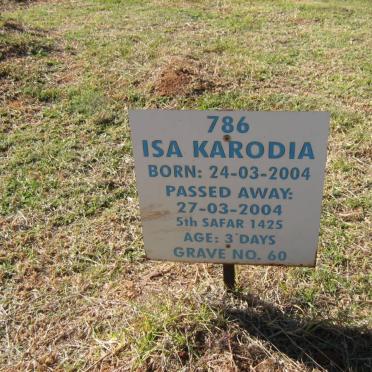 786
ISA KARODIA
BORN: 24-03-2004
PASSED AWAY:
27-03-2004
5th SAFAR 1425
AGE: 3 DAYS
GRAVE NO. 60